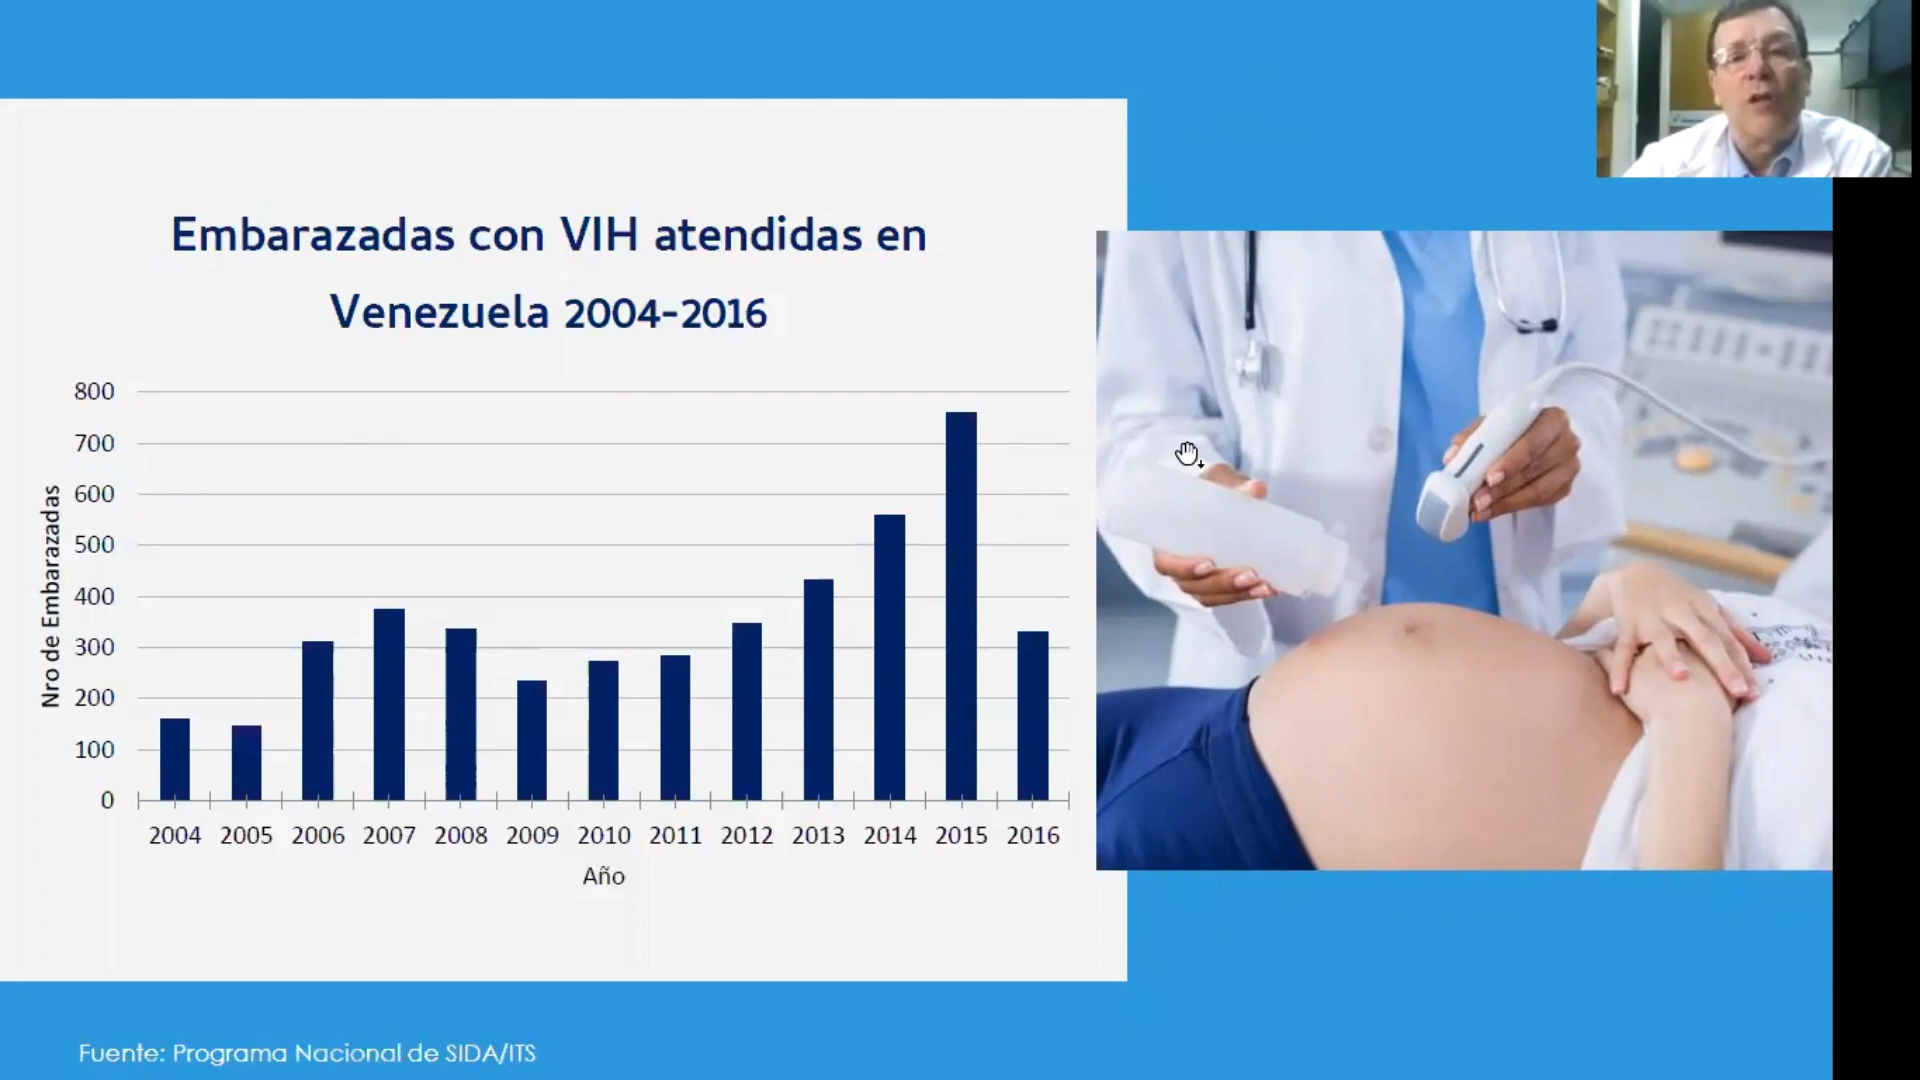 Embarazadas con VIH atendidas en
Venezuela 2004-2016
Nro de Embarazadas
800
700
600
500
400
300
200
100
0
2004 2005 2006 2007 2008 2009 2010 2011 2012 2013 2014 2015 2016
Año
Fuente: Programa Nacional de SIDA/ITS